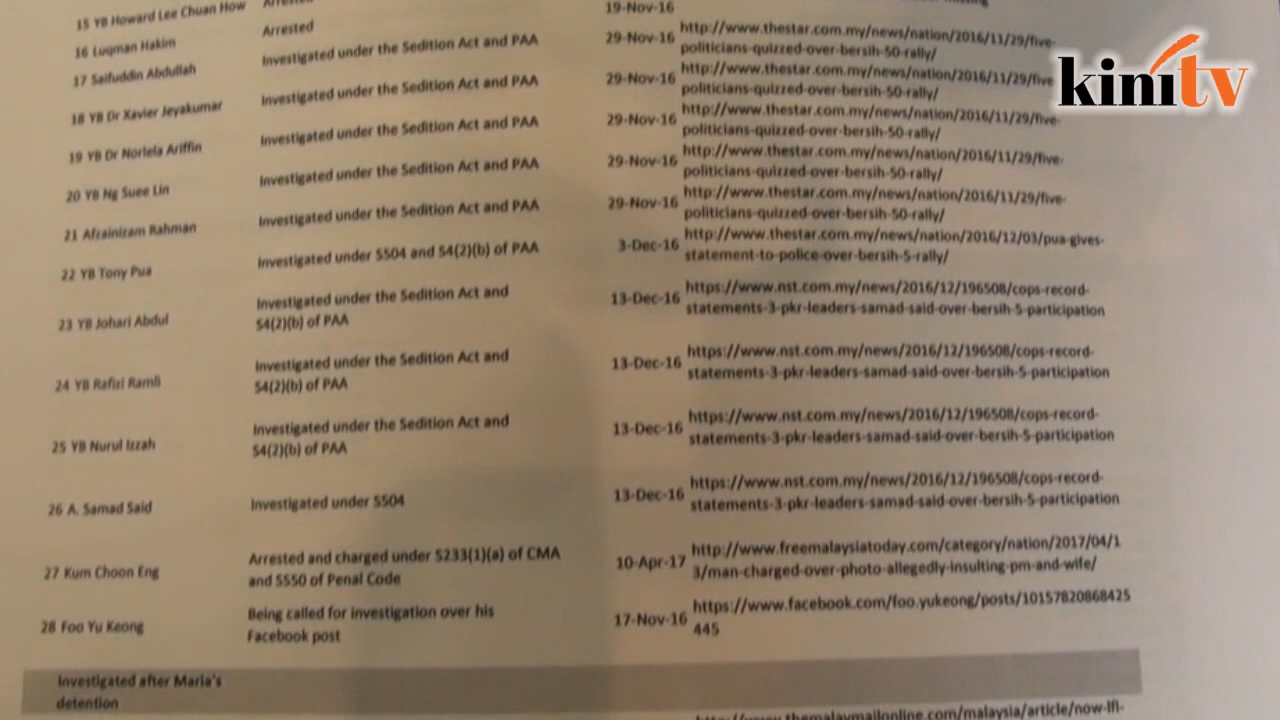 15 YB Howard Lee Chuan How Arrested 19-Nov-16
16 Luqman Hakim Arrested 29-Nov-16 http://www.thestar.com.my/news/nation/2016/11/29/five-
politicians-quizzed-over-bersih-50-rally/
17 Saifuddin Abdullah Investigated under the Sedition Act and PAA 29-Nov-16 http://www.thestar.com.my/news/nation/2016/11/29/five-
politicians-quizzed-over-bersih-50-rally/
18 YB Dr Xavier Jeyakumar Investigated under the Sedition Act and PAA 29-Nov-16 http://www.thestar.com.my/news/nation/2016/11/29/five-
politicians-quizzed-over-bersih-50-rally/
19 YB Dr Norlela Ariffin Investigated under the Sedition Act and PAA 29-Nov-16 http://www.thestar.com.my/news/nation/2016/11/29/five-
politicians-quizzed-over-bersih-50-rally/
20 YB Ng Suee Lin Investigated under the Sedition Act and PAA 29-Nov-16 http://www.thestar.com.my/news/nation/2016/11/29/five-
politicians-quizzed-over-bersih-50-rally/
21 Afzainizam Rahman Investigated under the Sedition Act and PAA
22 YB Tony Pua Investigated under S504 and S4(2)(b) of PAA 3-Dec-16 http://www.thestar.com.my/news/nation/2016/12/03/pua-gives-
statement-to-police-over-bersih-5-rally/
23 YB Johari Abdul Investigated under the Sedition Act and 13-Dec-16 https://www.nst.com.my/news/2016/12/196508/cops-record-
S4(2)(b) of PAA statements-3-pkr-leaders-samad-said-over-bersih-5-participation
24 YB Rafizi Ramli Investigated under the Sedition Act and 13-Dec-16 https://www.nst.com.my/news/2016/12/196508/cops-record-
S4(2)(b) of PAA statements-3-pkr-leaders-samad-said-over-bersih-5-participation
25 YB Nurul Izzah Investigated under the Sedition Act and 13-Dec-16 https://www.nst.com.my/news/2016/12/196508/cops-record-
S4(2)(b) of PAA statements-3-pkr-leaders-samad-said-over-bersih-5-participation
26 A. Samad Said Investigated under S504 13-Dec-16 https://www.nst.com.my/news/2016/12/196508/cops-record-
statements-3-pkr-leaders-samad-said-over-bersih-5-participation
27 Kum Choon Eng Arrested and charged under S233(1)(a) of CMA 10-Apr-17 http://www.freemalaysiatoday.com/category/nation/2017/04/1
and S550 of Penal Code 3/man-charged-over-photo-allegedly-insulting-pm-and-wife/
28 Foo Yu Keong Being called for investigation over his 17-Nov-16 https://www.facebook.com/foo.yukeong/posts/10157820868425
Facebook post 445
Investigated after Maria's
detention
http://www.themalaymailonline.com/malaysia/article/now-ifi-
kinitv